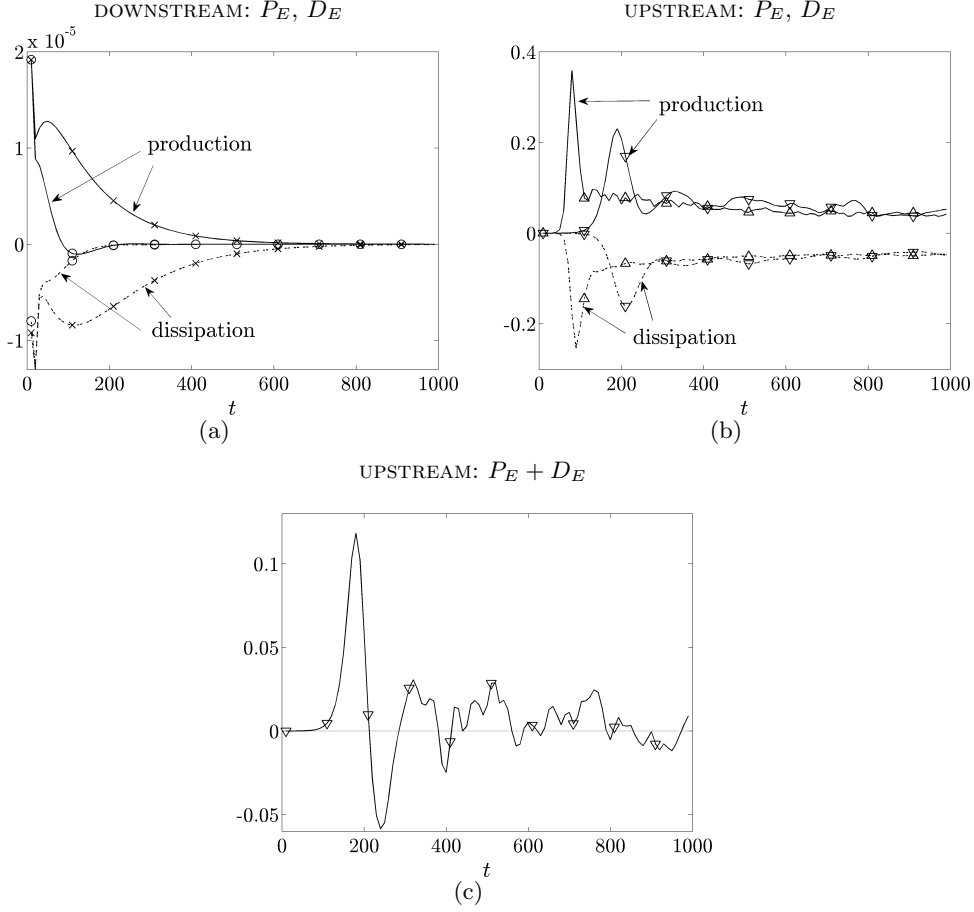 DOWNSTREAM: P_E, D_E
UPSTREAM: P_E, D_E
x 10^-5
2
1
0
-1
production
dissipation
0 200 400 600 800 1000
t
(a)
0.4
0.2
0
-0.2
production
dissipation
0 200 400 600 800 1000
t
(b)
UPSTREAM: P_E + D_E
0.1
0.05
0
-0.05
0 200 400 600 800 1000
t
(c)